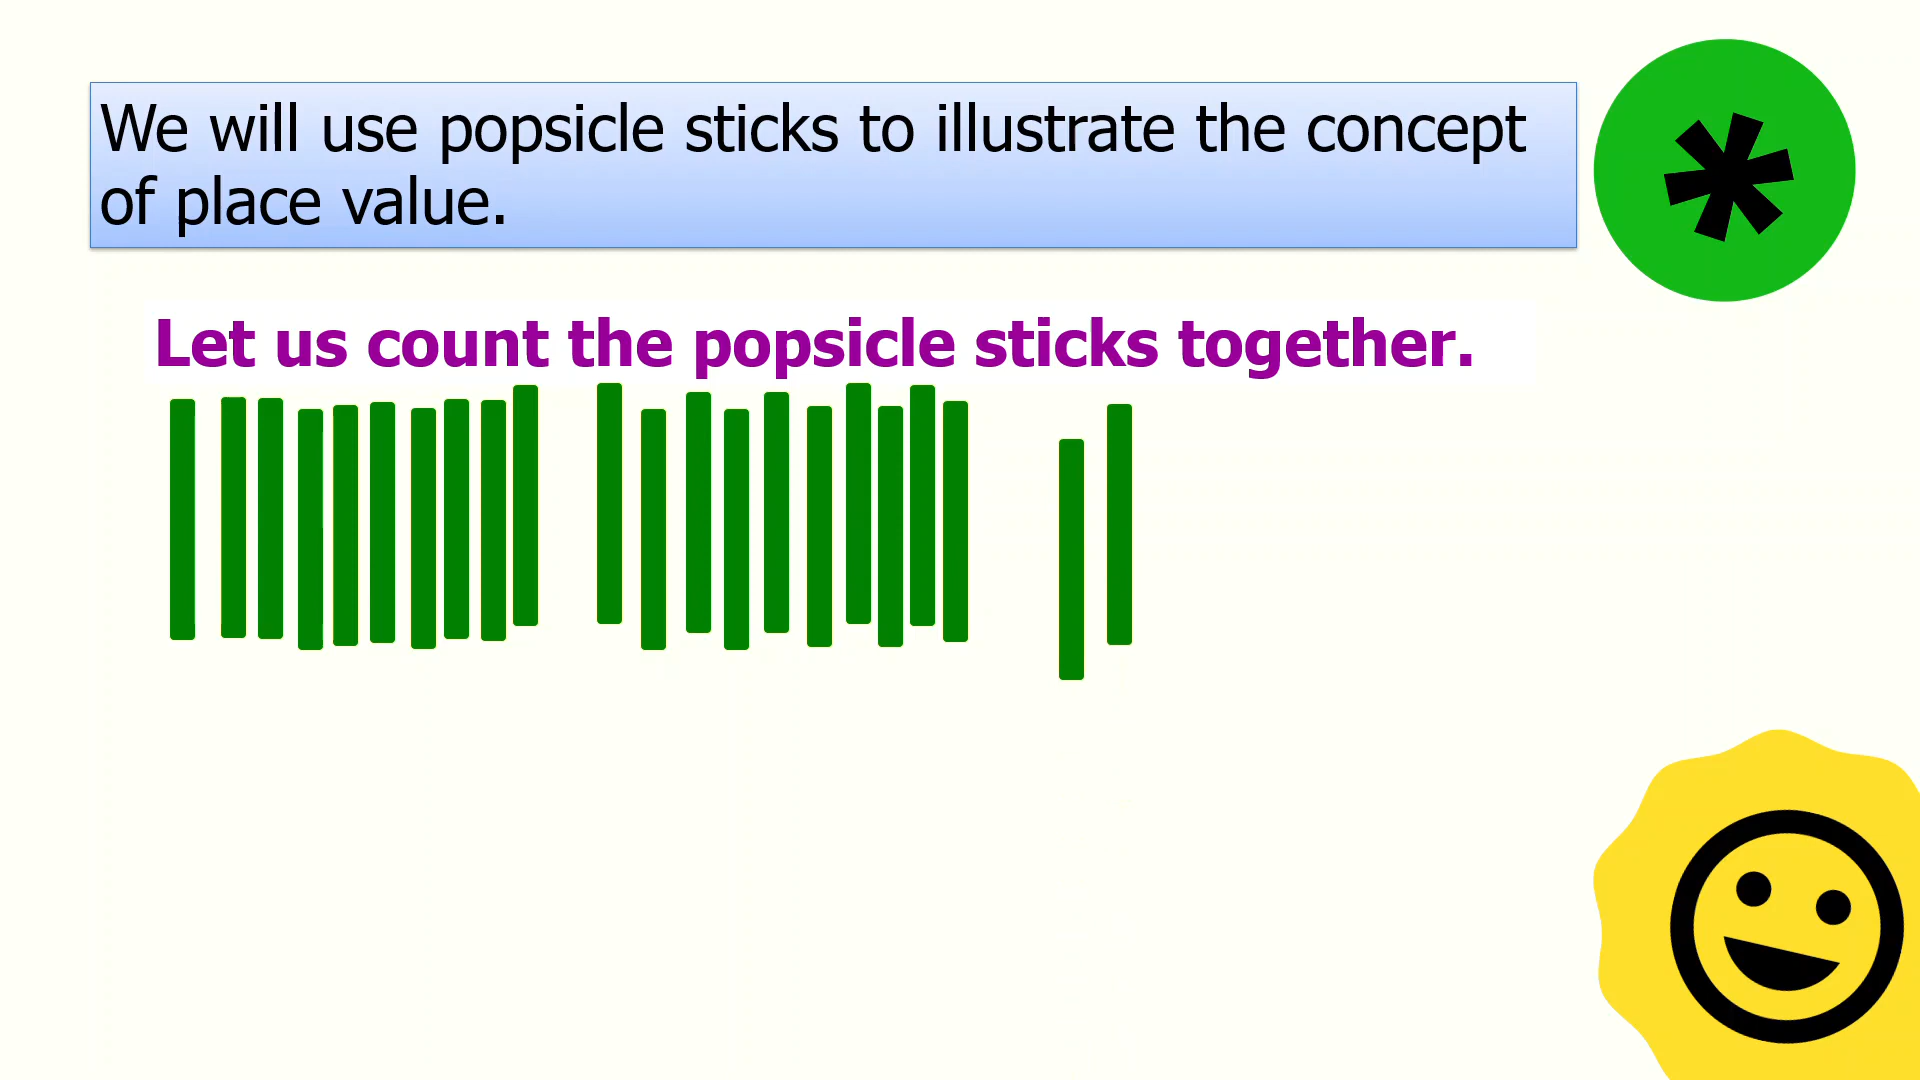 We will use popsicle sticks to illustrate the concept
of place value.
Let us count the popsicle sticks together.